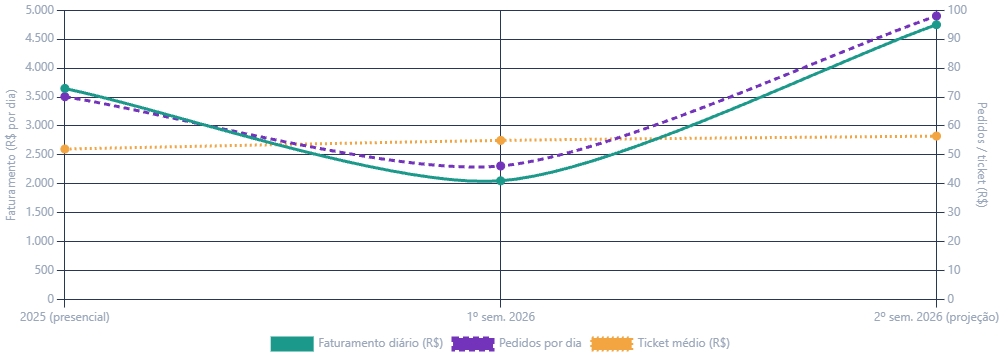 5.000
4.500
4.000
3.500
3.000
2.500
2.000
1.500
1.000
500
0
Faturamento (R$ por dia)
100
90
80
70
60
50
40
30
20
10
0
Pedidos / ticket (R$)
2025 (presencial)
1º sem. 2026
2º sem. 2026 (projeção)
Faturamento diário (R$)
Pedidos por dia
Ticket médio (R$)